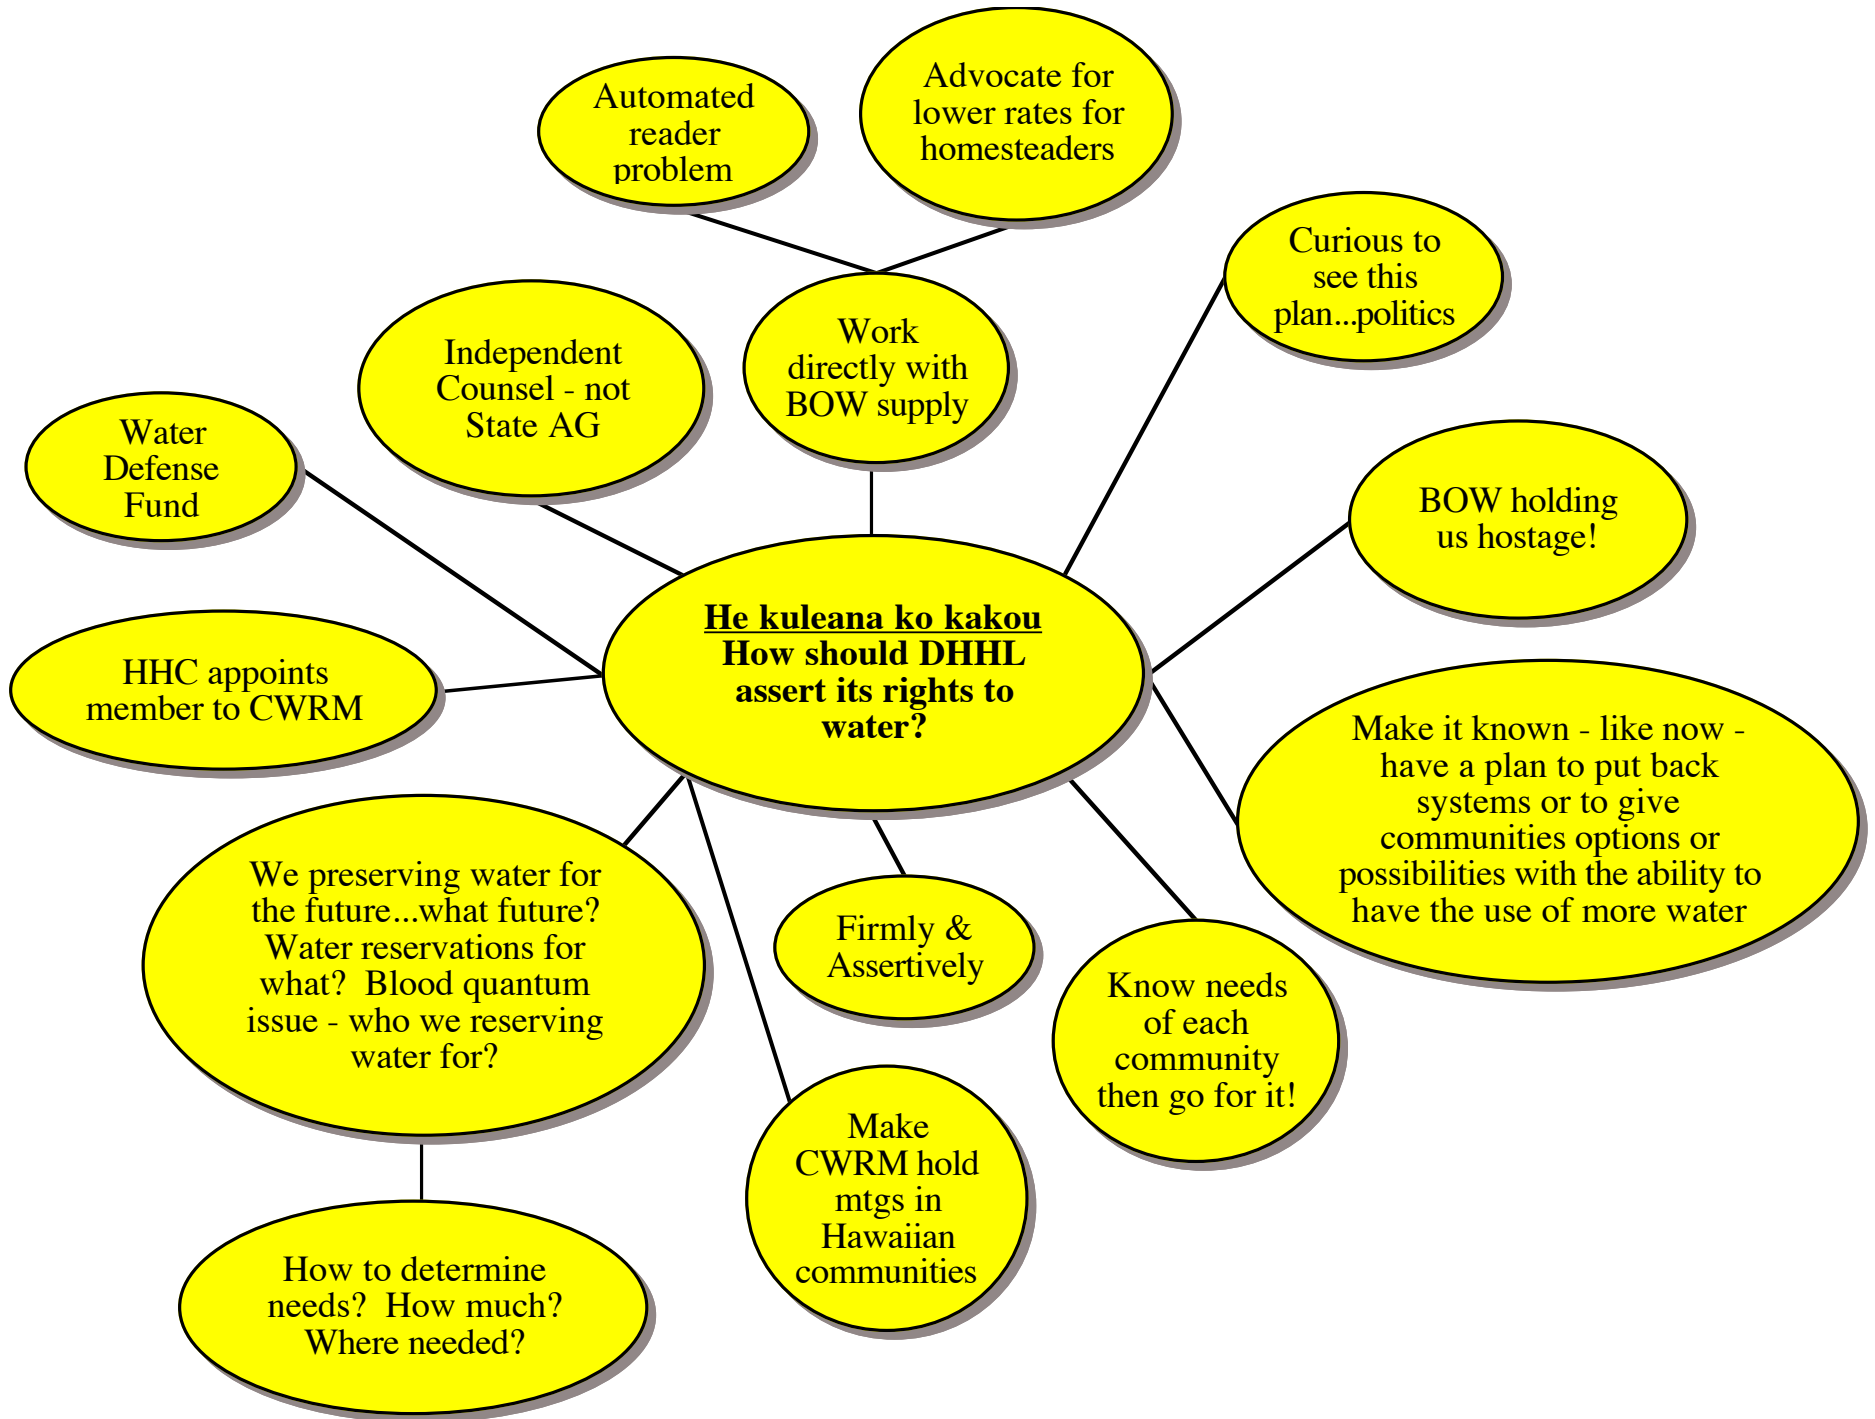 Automated
reader
problem
Advocate for
lower rates for
homesteaders
Curious to
see this
plan...politics
Independent
Counsel - not
State AG
Work
directly with
BOW supply
Water
Defense
Fund
BOW holding
us hostage!
He kuleana ko kakou
How should DHHL
assert its rights to
water?
HHC appoints
member to CWRM
Make it known - like now -
have a plan to put back
systems or to give
communities options or
possibilities with the ability to
have the use of more water
We preserving water for
the future...what future?
Water reservations for
what?  Blood quantum
issue - who we reserving
water for?
Firmly &
Assertively
Know needs
of each
community
then go for it!
Make
CWRM hold
mtgs in
Hawaiian
communities
How to determine
needs?  How much?
Where needed?